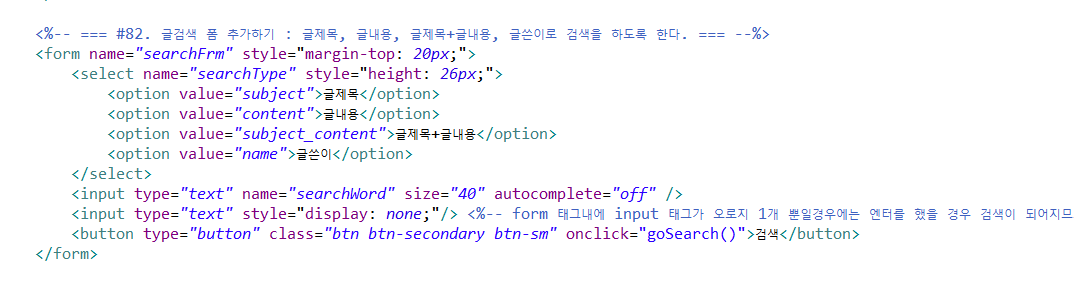 <%-- === #82. 글검색 폼 추가하기 : 글제목, 글내용, 글제목+글내용, 글쓴이로 검색을 하도록 한다. === --%>
<form name="searchFrm" style="margin-top: 20px;">
<select name="searchType" style="height: 26px;">
<option value="subject">글제목</option>
<option value="content">글내용</option>
<option value="subject_content">글제목+글내용</option>
<option value="name">글쓴이</option>
</select>
<input type="text" name="searchWord" size="40" autocomplete="off" />
<input type="text" style="display: none;"/> <%-- form 태그내에 input 태그가 오로지 1개 뿐일경우에는 엔터를 했을 경우 검색이 되어지므
<button type="button" class="btn btn-secondary btn-sm" onclick="goSearch()">검색</button>
</form>